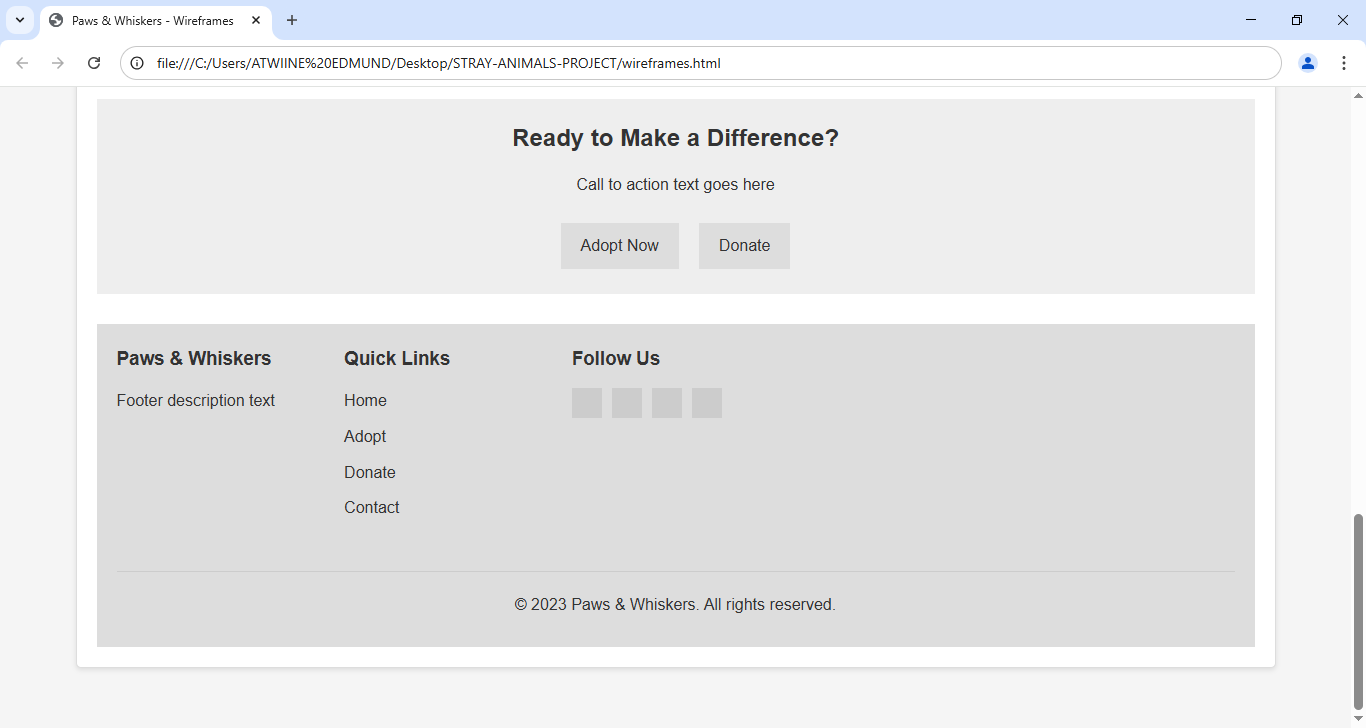 Paws & Whiskers - Wireframes
file:///C:/Users/ATWIINE%20EDMUND/Desktop/STRAY-ANIMALS-PROJECT/wireframes.html
Ready to Make a Difference?
Call to action text goes here
Adopt Now
Donate
Paws & Whiskers
Footer description text
Quick Links
Home
Adopt
Donate
Contact
Follow Us
© 2023 Paws & Whiskers. All rights reserved.